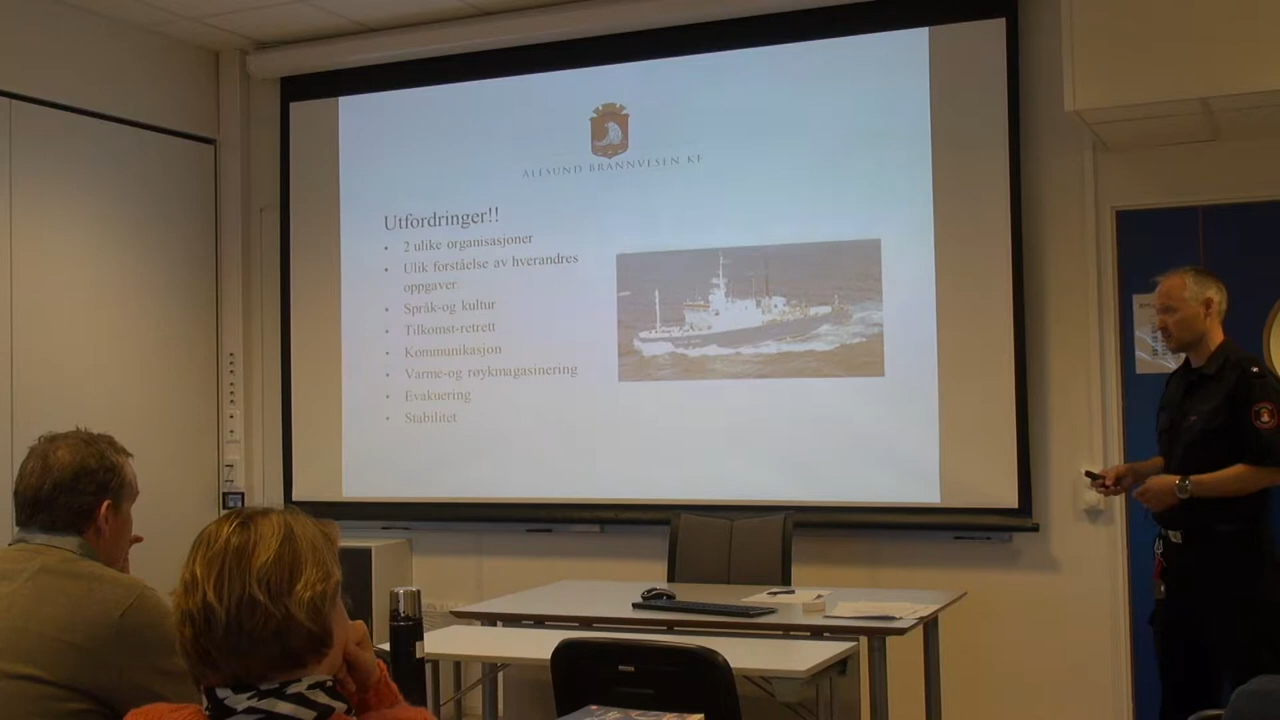 ÅLESUND BRANNVESEN KF
Utfordringer!!
• 2 ulike organisasjoner
• Ulik forståelse av hverandres
oppgaver
• Språk-og kultur
• Tilkomst-retrett
• Kommunikasjon
• Varme-og røykmagasinering
• Evakuering
• Stabilitet